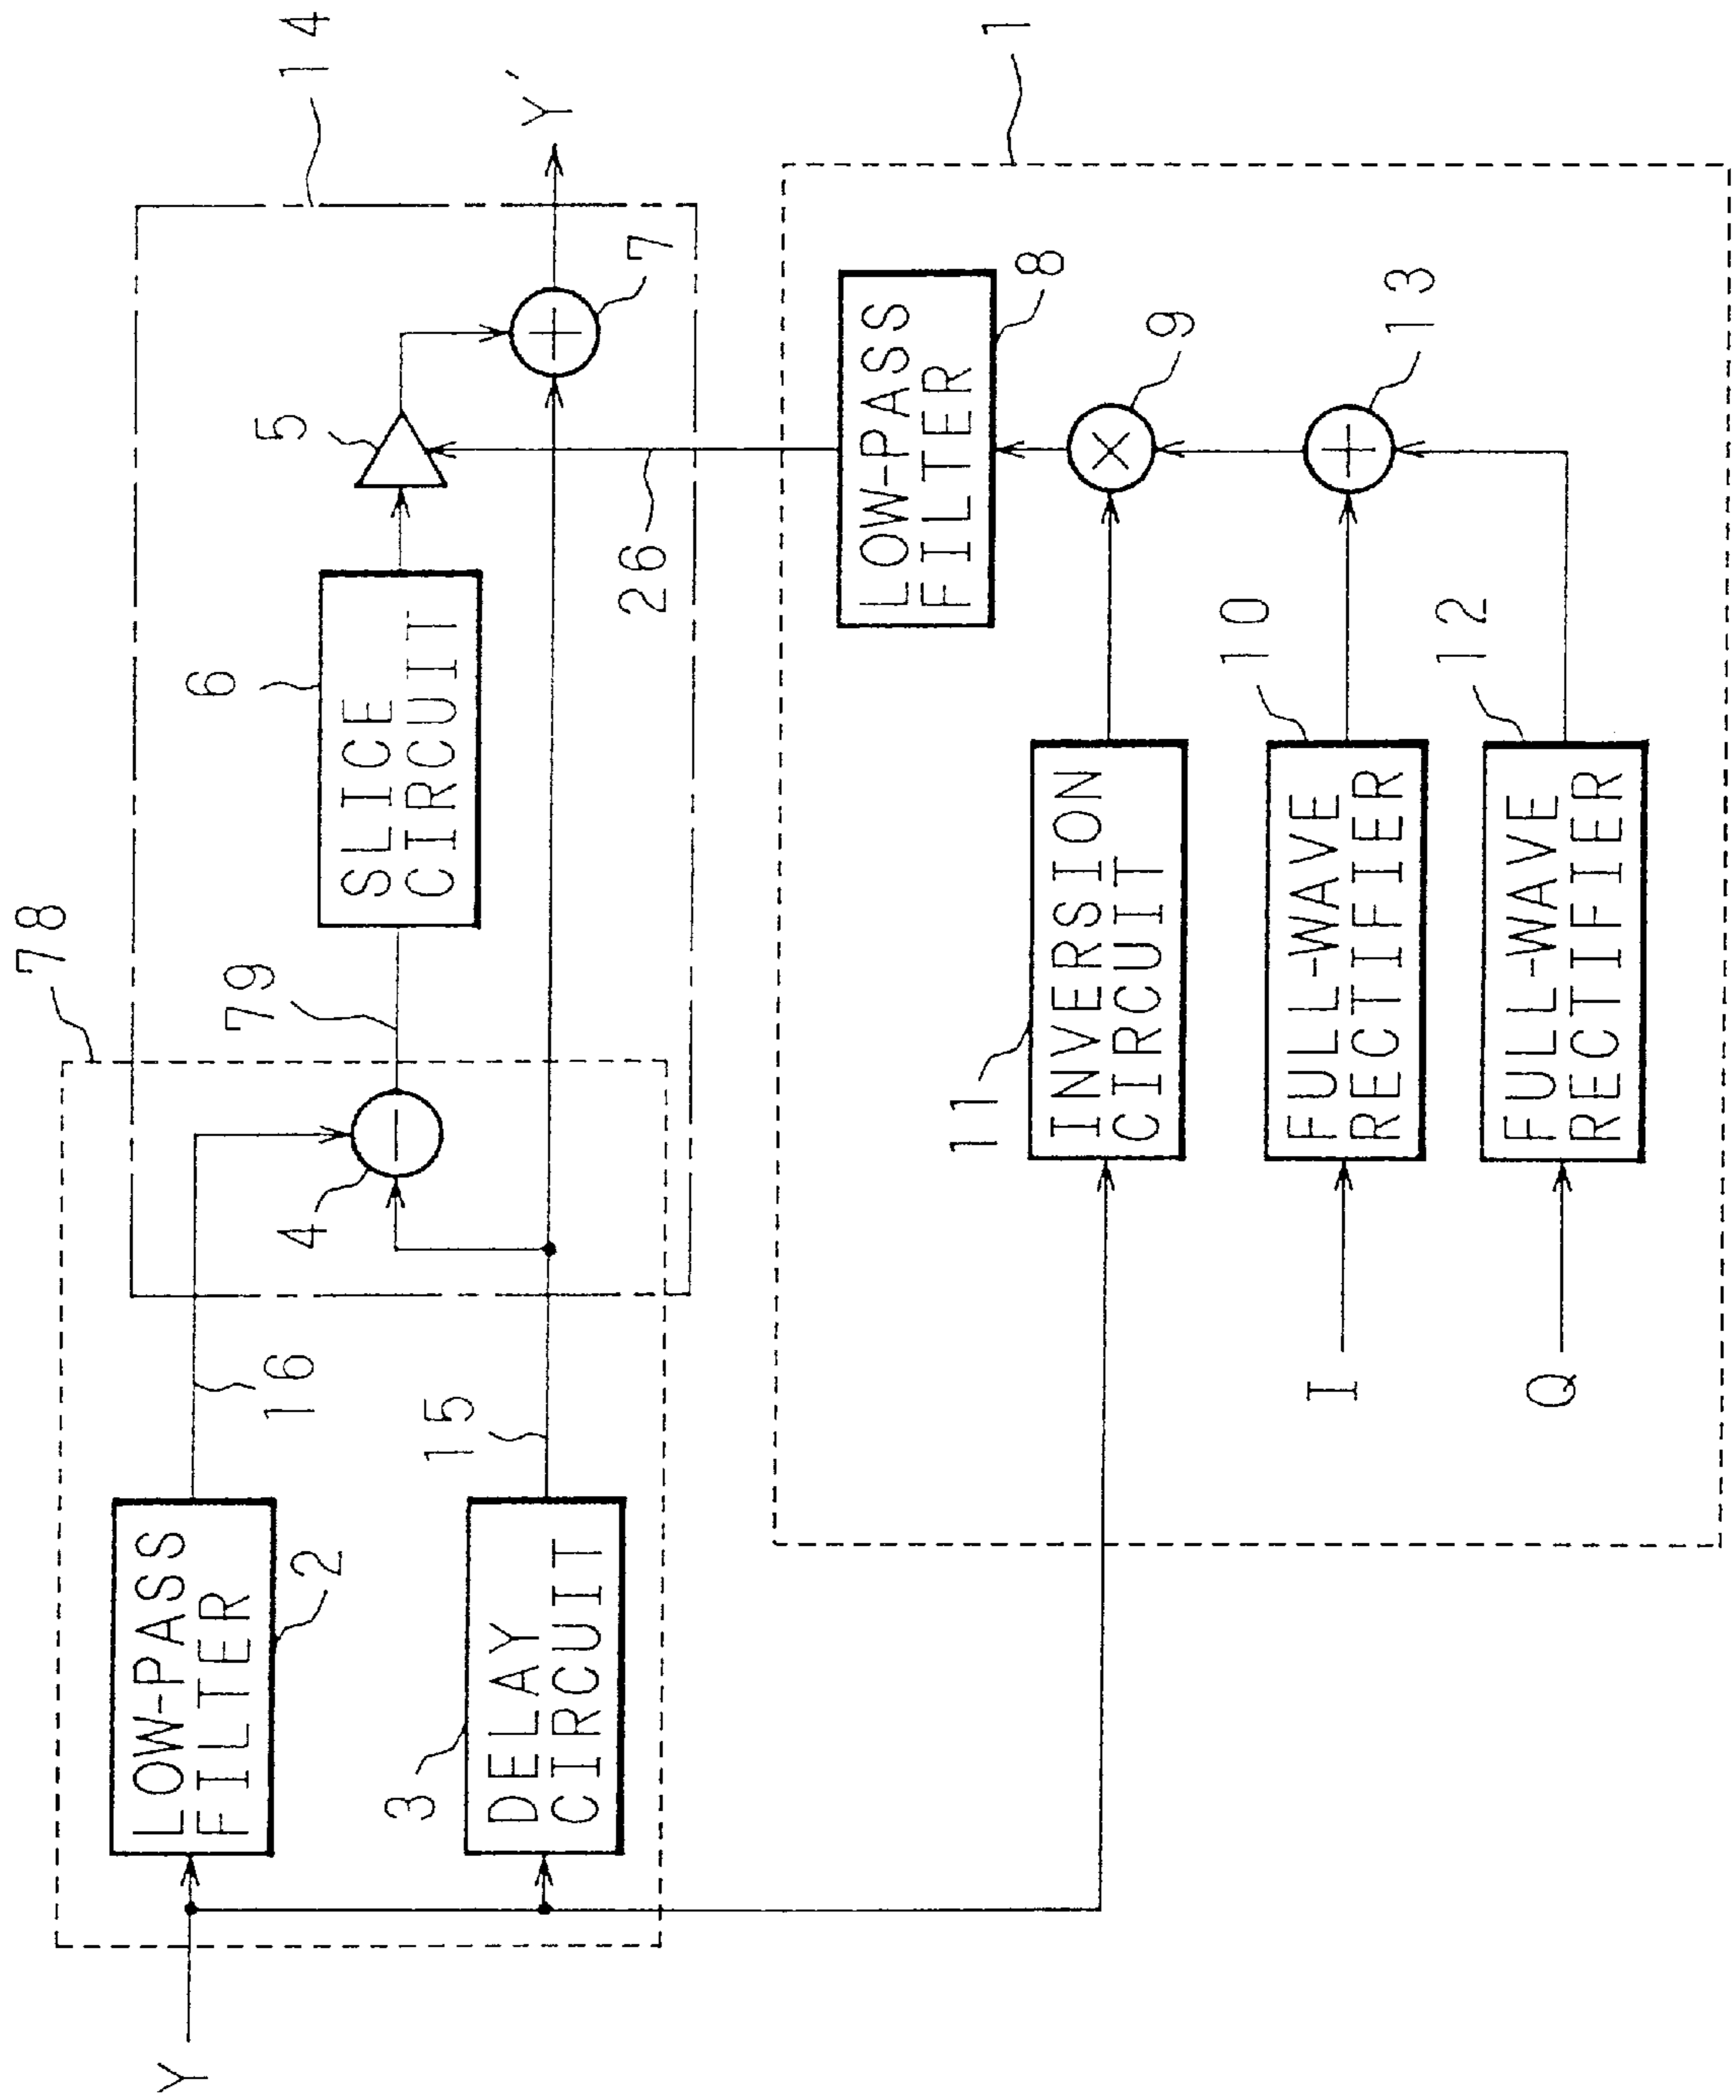 14
Y′
7
5
6
SLICE
CIRCUIT
78
79
4
16
15
LOW-PASS
FILTER
2
3
DELAY
CIRCUIT
Y
1
LOW-PASS
FILTER
8
26
9
13
11
INVERSION
CIRCUIT
10
FULL-WAVE
RECTIFIER
12
FULL-WAVE
RECTIFIER
I
Q
×
+
+
−